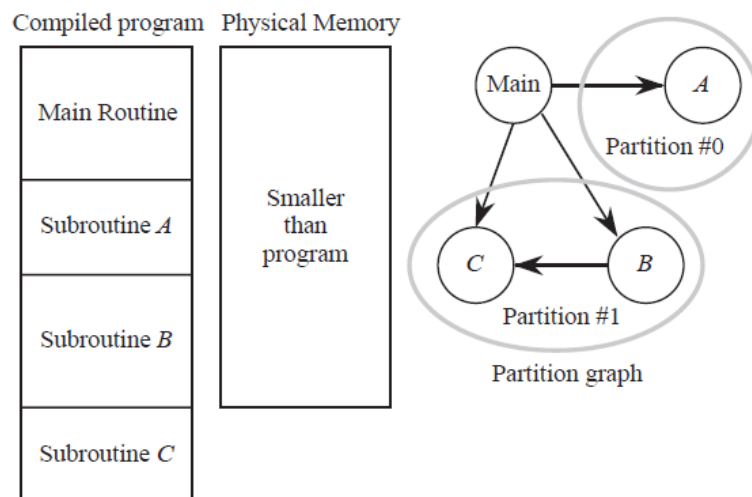 Compiled program
Physical Memory
Main Routine
Subroutine A
Subroutine B
Subroutine C
Smaller
than
program
Main
A
Partition #0
C
B
Partition #1
Partition graph